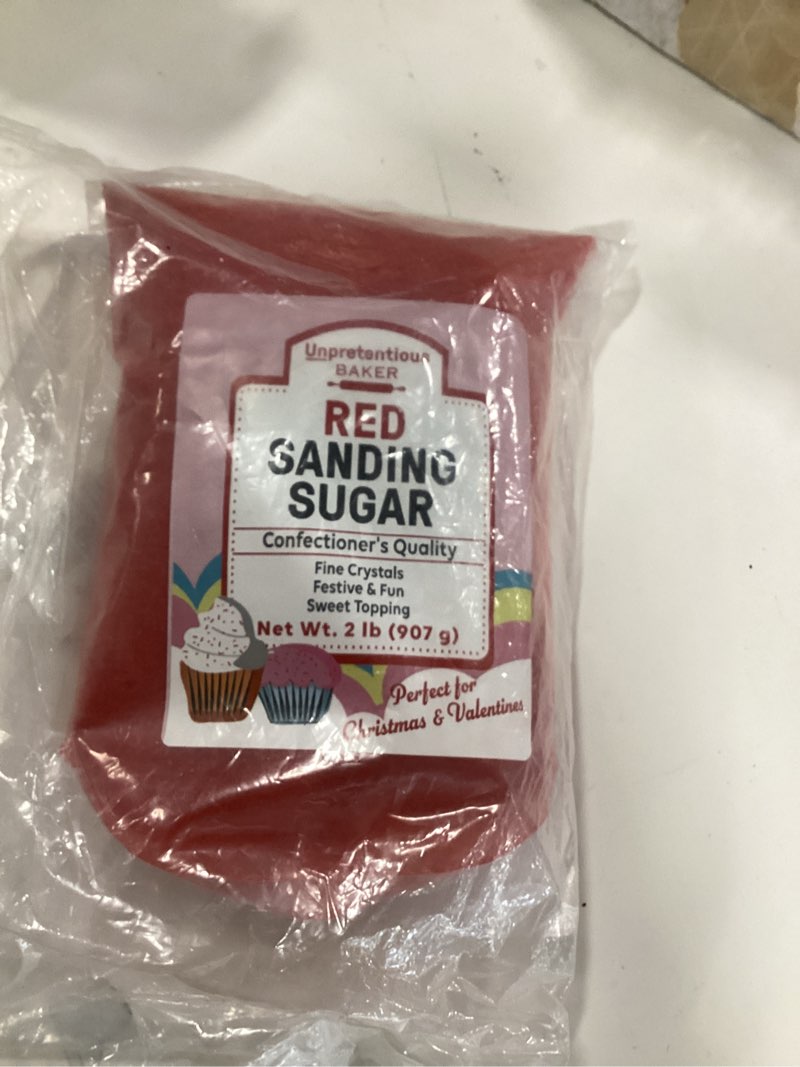 Unpretentious
BAKER
RED
SANDING
SUGAR
Confectioner's Quality
Fine Crystals
Festive & Fun
Sweet Topping
Net Wt. 2 lb (907 g)
Perfect for
Christmas & Valentines